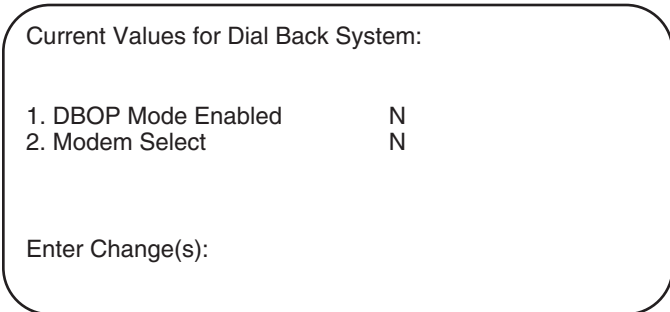 Current Values for Dial Back System:
1. DBOP Mode Enabled N
2. Modem Select N
Enter Change(s):